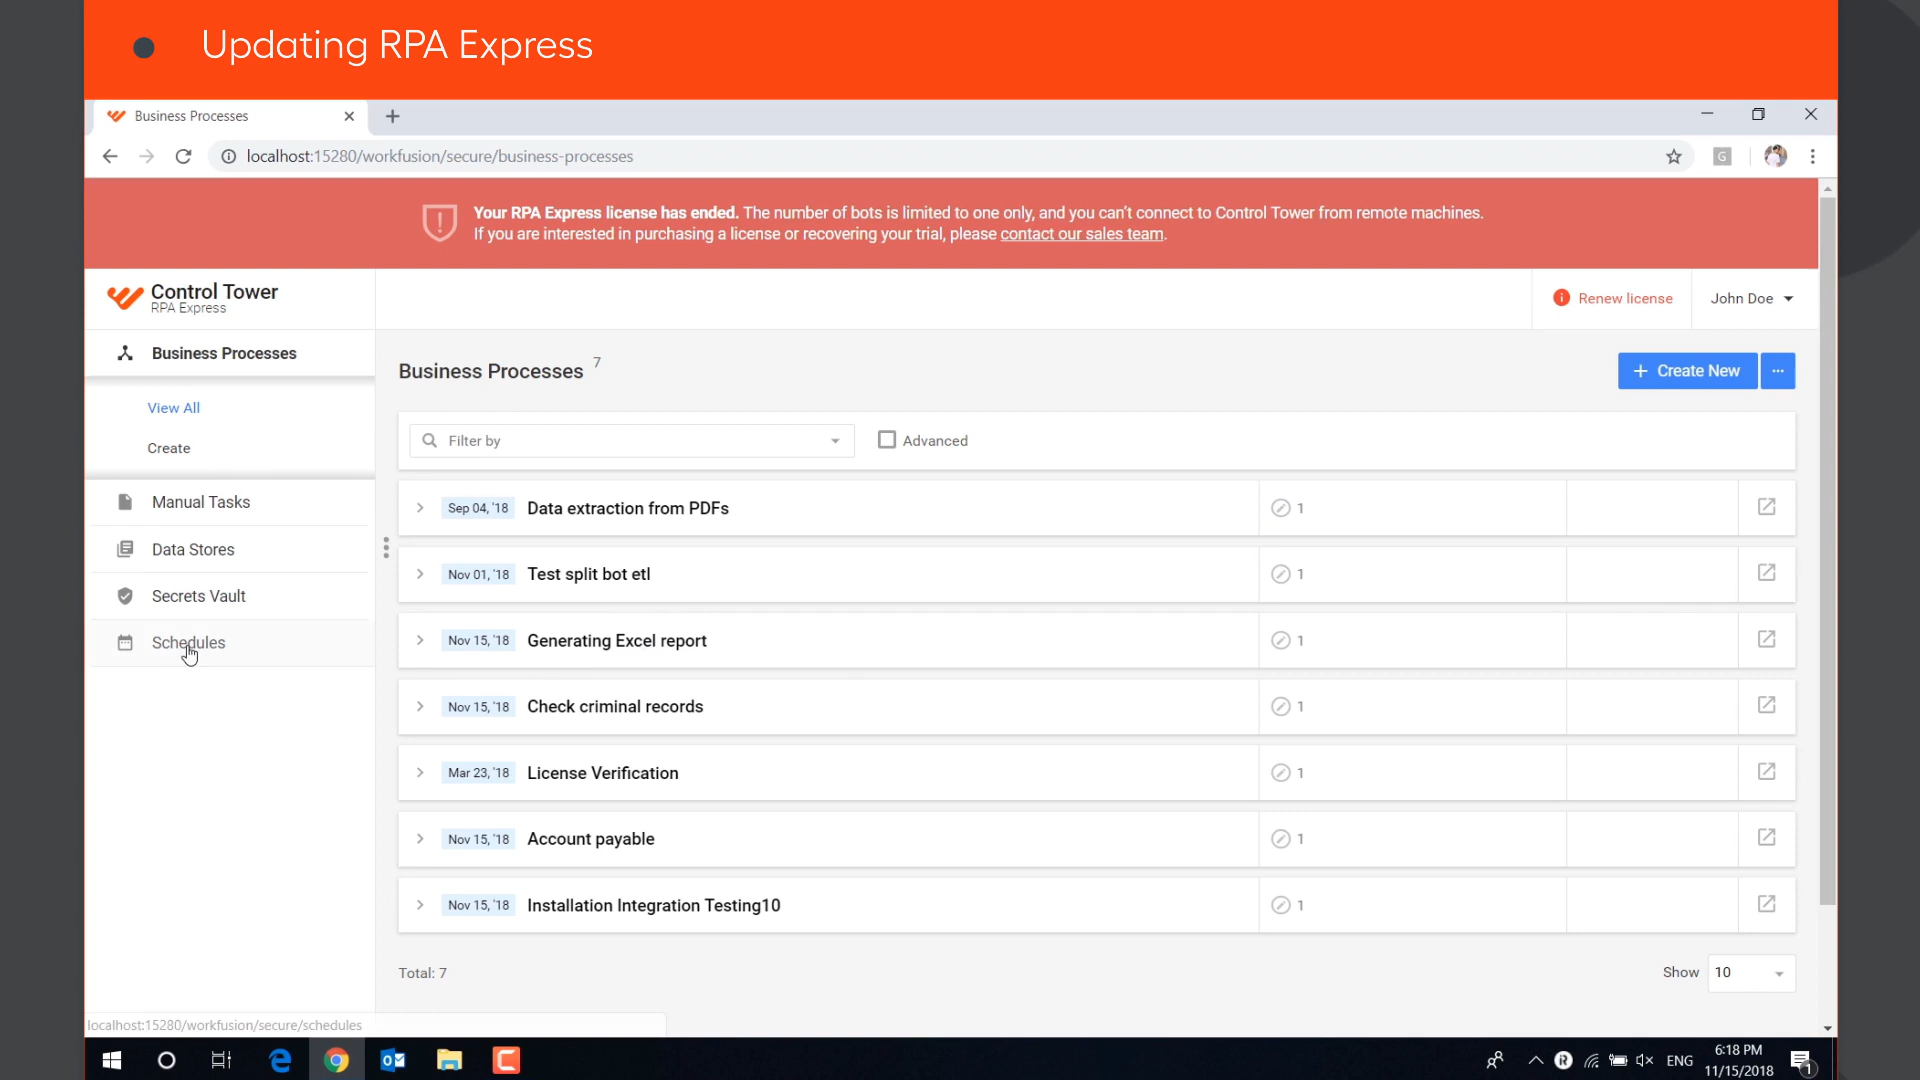 Updating RPA Express
Business Processes
localhost:15280/workfusion/secure/business-processes
G
Your RPA Express license has ended. The number of bots is limited to one only, and you can't connect to Control Tower from remote machines.
If you are interested in purchasing a license or recovering your trial, please contact our sales team.
Control Tower
RPA Express
Renew license
John Doe
Business Processes
View All
Create
Manual Tasks
Data Stores
Secrets Vault
Schedules
Business Processes 7
+ Create New
...
Filter by
Advanced
Sep 04, '18 Data extraction from PDFs 1
Nov 01, '18 Test split bot etl 1
Nov 15, '18 Generating Excel report 1
Nov 15, '18 Check criminal records 1
Mar 23, '18 License Verification 1
Nov 15, '18 Account payable 1
Nov 15, '18 Installation Integration Testing10 1
Total: 7
Show 10
localhost:15280/workfusion/secure/schedules
ENG
6:18 PM
11/15/2018
1